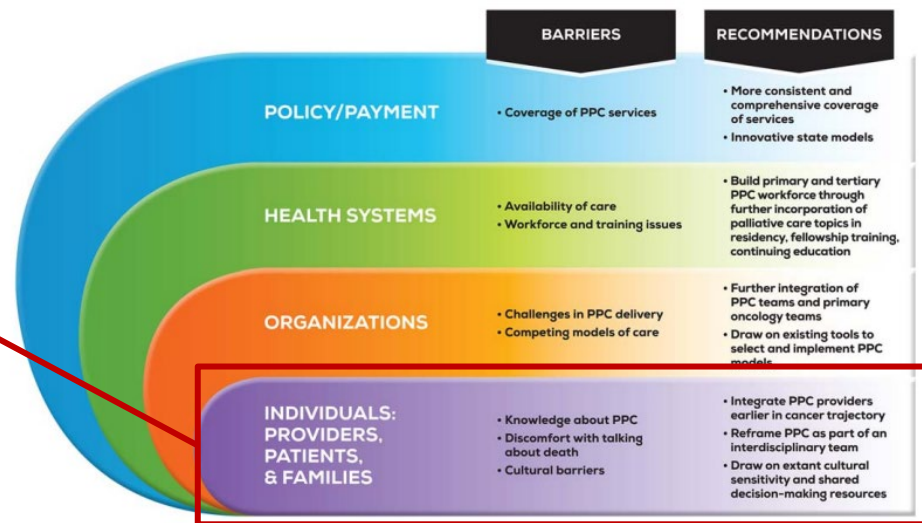 BARRIERS
RECOMMENDATIONS
POLICY/PAYMENT
• Coverage of PPC services
• More consistent and
comprehensive coverage
of services
• Innovative state models
HEALTH SYSTEMS
• Availability of care
• Workforce and training issues
• Build primary and tertiary
PPC workforce through
further incorporation of
palliative care topics in
residency, fellowship training,
continuing education
ORGANIZATIONS
• Challenges in PPC delivery
• Competing models of care
• Further integration of
PPC teams and primary
oncology teams
• Draw on existing tools to
select and implement PPC
models
INDIVIDUALS:
PROVIDERS,
PATIENTS,
& FAMILIES
• Knowledge about PPC
• Discomfort with talking
about death
• Cultural barriers
• Integrate PPC providers
earlier in cancer trajectory
• Reframe PPC as part of an
interdisciplinary team
• Draw on extant cultural
sensitivity and shared
decision-making resources